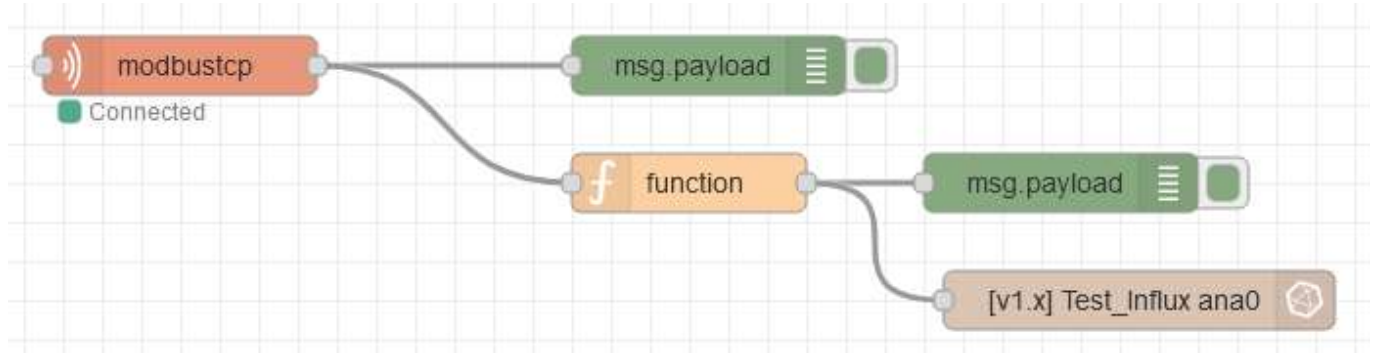 modbustcp
msg.payload
Connected
function
msg.payload
[v1.x] Test_Influx ana0